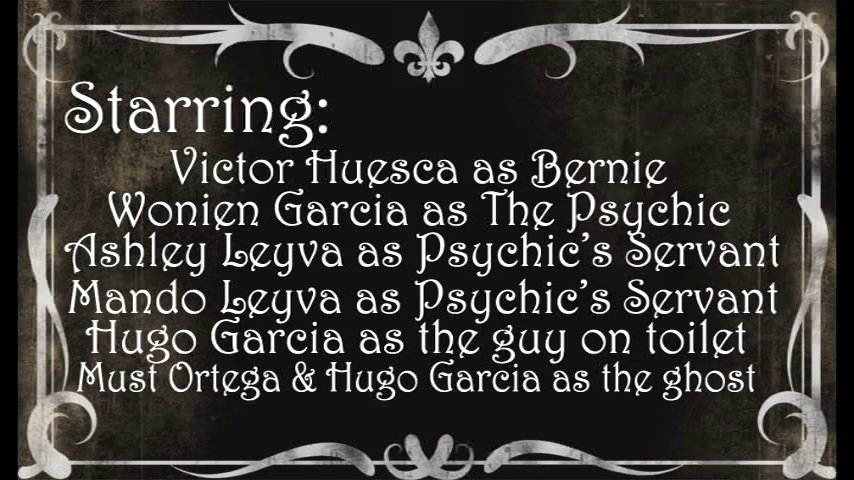 Starring:
Victor Huesca as Bernie
Wonien Garcia as The Psychic
Ashley Leyva as Psychic's Servant
Mando Leyva as Psychic's Servant
Hugo Garcia as the guy on toilet
Must Ortega & Hugo Garcia as the ghost